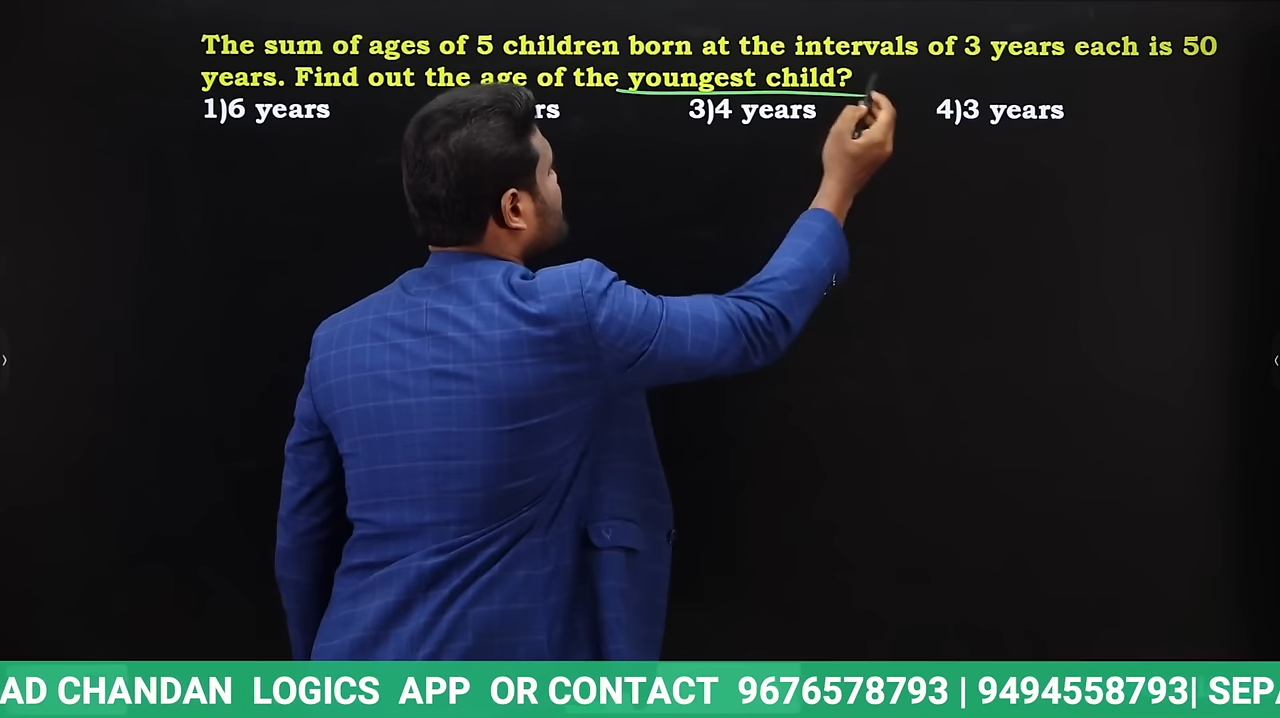 The sum of ages of 5 children born at the intervals of 3 years each is 50
years. Find out the age of the youngest child?
1)6 years rs 3)4 years 4)3 years
AD CHANDAN LOGICS APP OR CONTACT 9676578793 | 9494558793| SEP